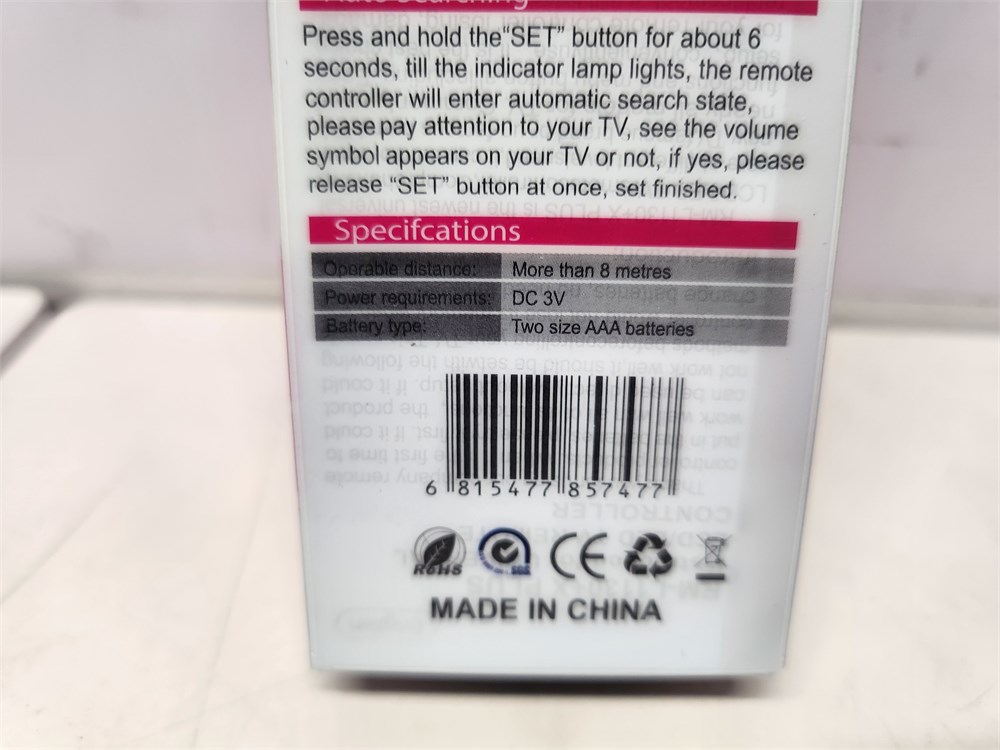 Auto Searching
Press and hold the“SET” button for about 6
seconds, till the indicator lamp lights, the remote
controller will enter automatic search state,
please pay attention to your TV, see the volume
symbol appears on your TV or not, if yes, please
release “SET” button at once, set finished.
Specifcations
Operable distance: More than 8 metres
Power requirements: DC 3V
Battery type: Two size AAA batteries
6 815477 857477
RoHS SGS CE
MADE IN CHINA